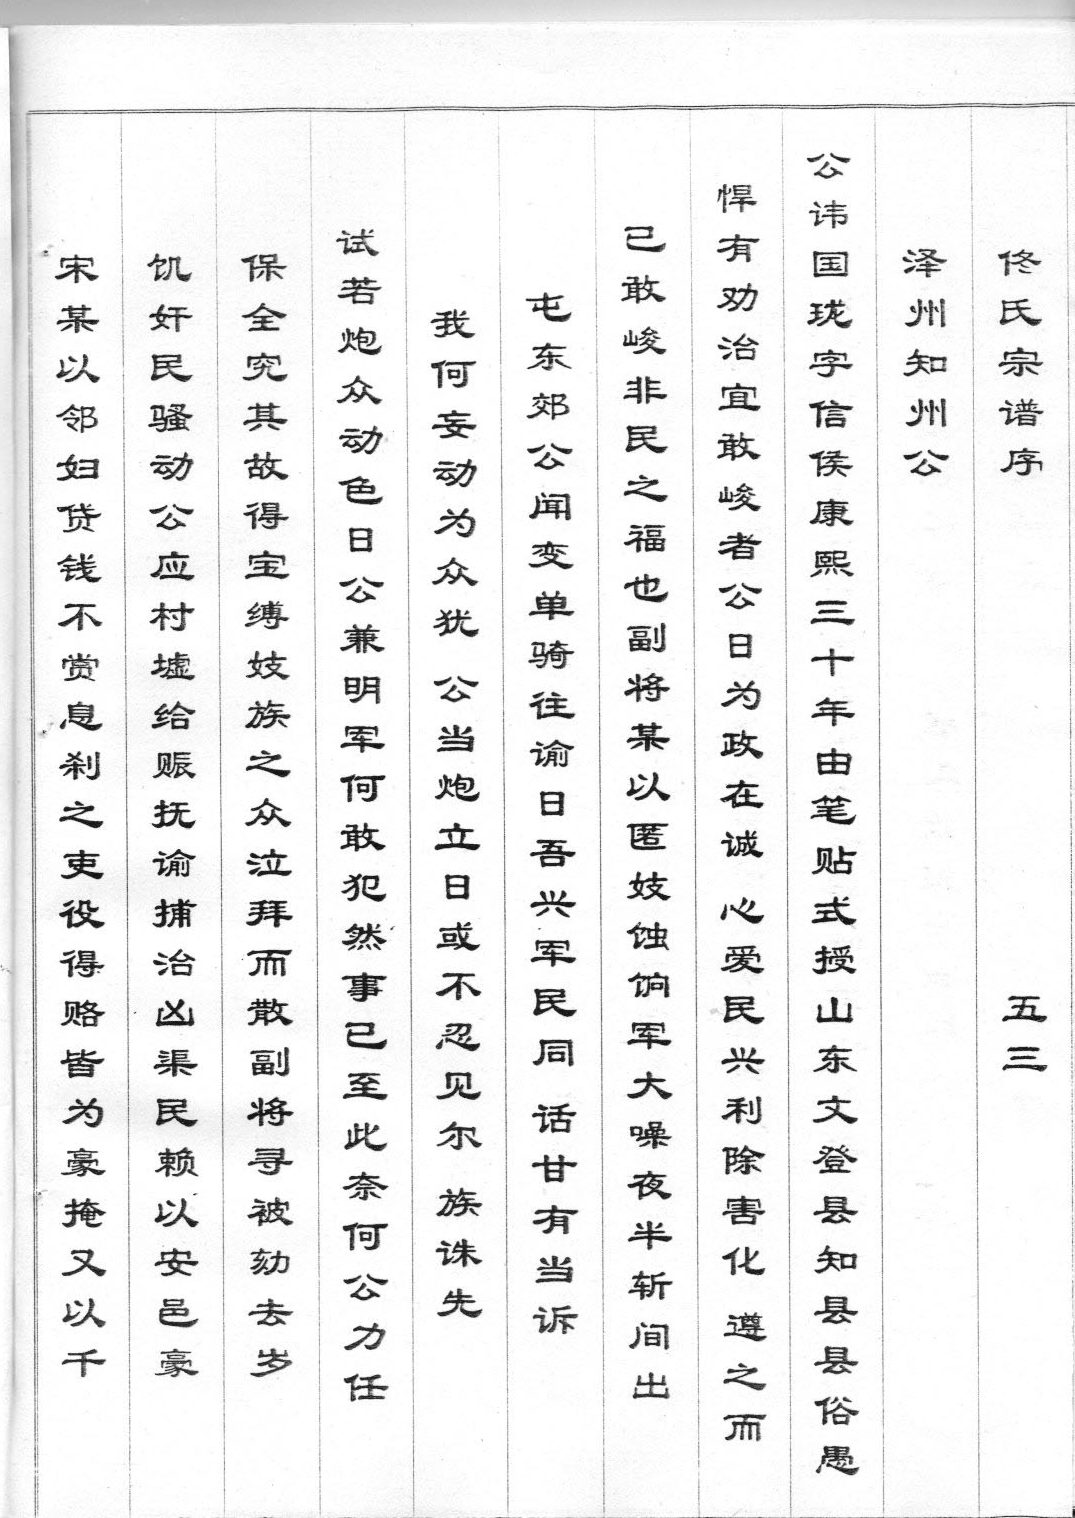 佟氏宗谱序 五三
泽州知州公
公讳国珑字信侯康熙三十年由笔贴式授山东文登县知县县俗愚
悍有劝治宜敢峻者公日为政在诚心爱民兴利除害化遵之而
已敢峻非民之福也副将某以匿妓蚀饷军大噪夜半斩间出
屯东郊公闻变单骑往谕日吾兴军民同话甘有当诉
我何妄动为众犹公当炮立日或不忍见尔族诛先
试若炮众动色日公兼明军何敢犯然事已至此奈何公力任
保全究其故得宝缚妓族之众泣拜而散副将寻被劾去岁
饥奸民骚动公应村墟给赈抚谕捕治凶渠民赖以安邑豪
宋某以邻妇贷钱不赏息刹之吏役得赂皆为豪掩又以千